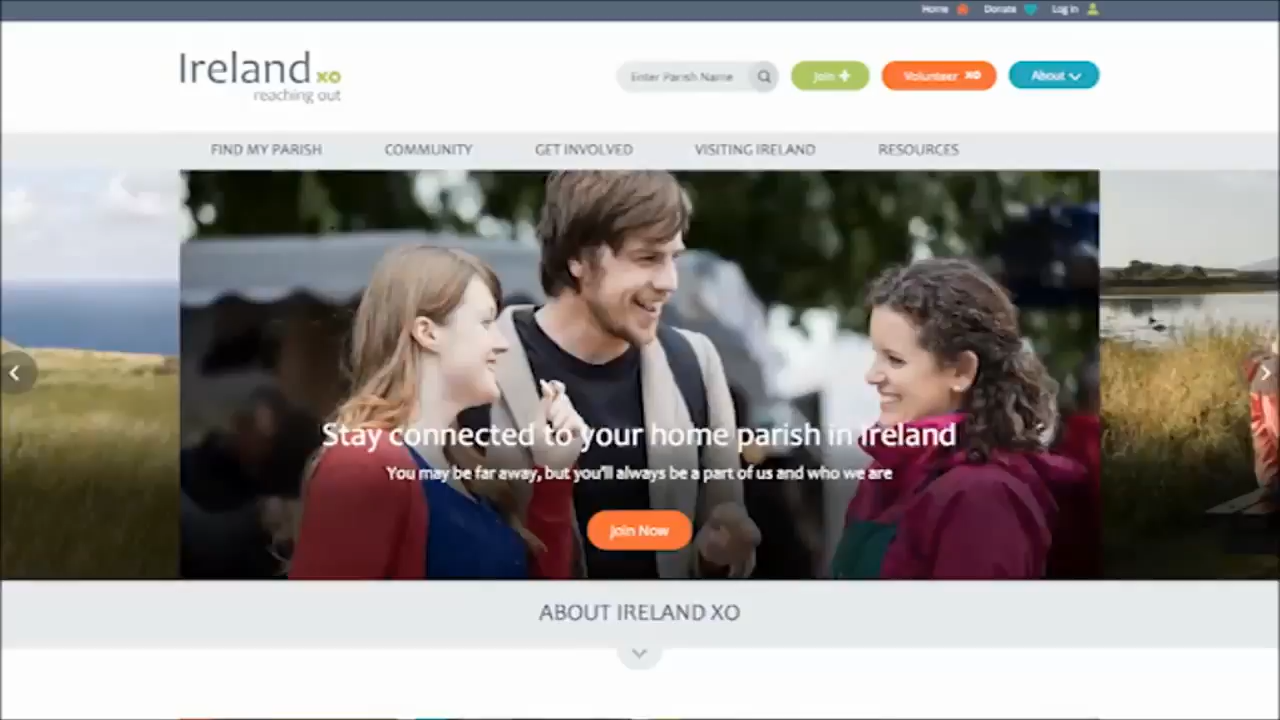 Home Donate Log in
Ireland xo
reaching out
Enter Parish Name Join Volunteer XO About
FIND MY PARISH COMMUNITY GET INVOLVED VISITING IRELAND RESOURCES
Stay connected to your home parish in Ireland
You may be far away, but you'll always be a part of us and who we are
Join Now
ABOUT IRELAND XO